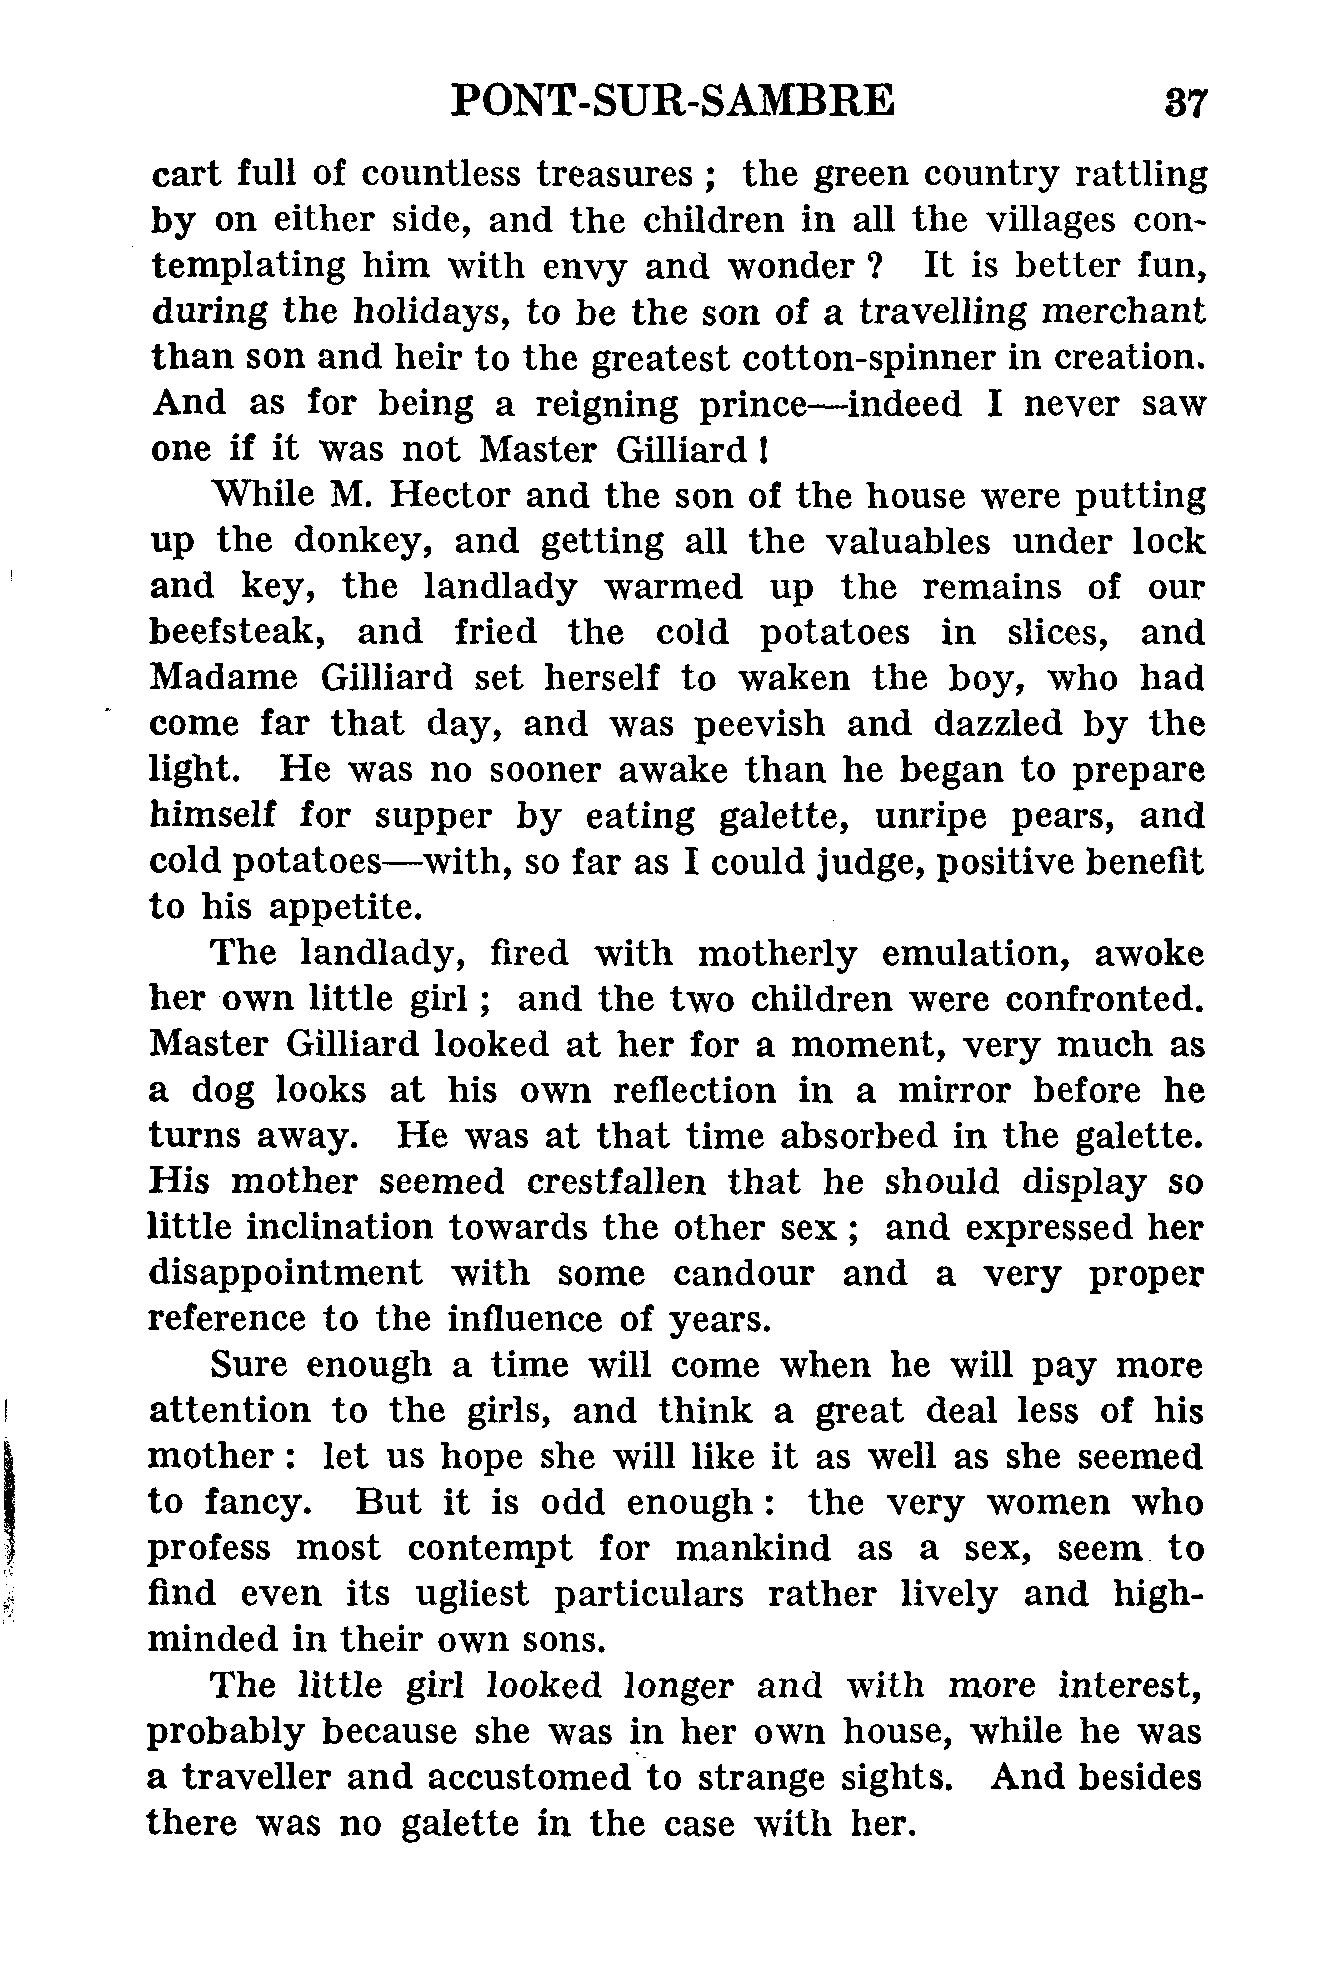 PONT-SUR-SAMBRE 37
cart full of countless treasures ; the green country rattling
by on either side, and the children in all the villages con-
templating him with envy and wonder ? It is better fun,
during the holidays, to be the son of a travelling merchant
than son and heir to the greatest cotton-spinner in creation.
And as for being a reigning prince—indeed I never saw
one if it was not Master Gilliard !
While M. Hector and the son of the house were putting
up the donkey, and getting all the valuables under lock
and key, the landlady warmed up the remains of our
beefsteak, and fried the cold potatoes in slices, and
Madame Gilliard set herself to waken the boy, who had
come far that day, and was peevish and dazzled by the
light. He was no sooner awake than he began to prepare
himself for supper by eating galette, unripe pears, and
cold potatoes—with, so far as I could judge, positive benefit
to his appetite.
The landlady, fired with motherly emulation, awoke
her own little girl ; and the two children were confronted.
Master Gilliard looked at her for a moment, very much as
a dog looks at his own reflection in a mirror before he
turns away. He was at that time absorbed in the galette.
His mother seemed crestfallen that he should display so
little inclination towards the other sex ; and expressed her
disappointment with some candour and a very proper
reference to the influence of years.
Sure enough a time will come when he will pay more
attention to the girls, and think a great deal less of his
mother : let us hope she will like it as well as she seemed
to fancy. But it is odd enough : the very women who
profess most contempt for mankind as a sex, seem to
find even its ugliest particulars rather lively and high-
minded in their own sons.
The little girl looked longer and with more interest,
probably because she was in her own house, while he was
a traveller and accustomed to strange sights. And besides
there was no galette in the case with her.